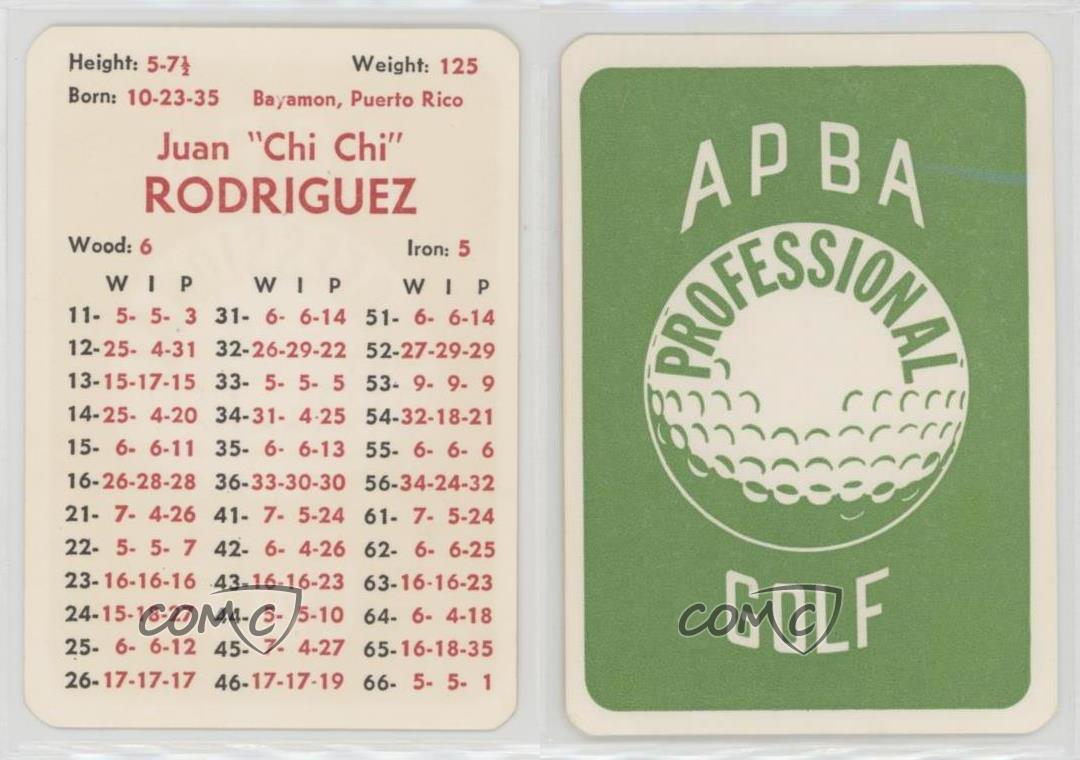 Height: 5-7½ Weight: 125
Born: 10-23-35 Bayamon, Puerto Rico
Juan "Chi Chi"
RODRIGUEZ
Wood: 6 Iron: 5
W I P W I P W I P
11- 5- 5- 3 31- 6- 6-14 51- 6- 6-14
12-25- 4-31 32-26-29-22 52-27-29-29
13-15-17-15 33- 5- 5- 5 53- 9- 9- 9
14-25- 4-20 34-31- 4-25 54-32-18-21
15- 6- 6-11 35- 6- 6-13 55- 6- 6- 6
16-26-28-28 36-33-30-30 56-34-24-32
21- 7- 4-26 41- 7- 5-24 61- 7- 5-24
22- 5- 5- 7 42- 6- 4-26 62- 6- 6-25
23-16-16-16 43-16-16-23 63-16-16-23
24-15-18-27 44- 5- 5-10 64- 6- 4-18
25- 6- 6-12 45- 7- 4-27 65-16-18-35
26-17-17-17 46-17-17-19 66- 5- 5- 1
COMC
APBA
PROFESSIONAL
GOLF
COMC